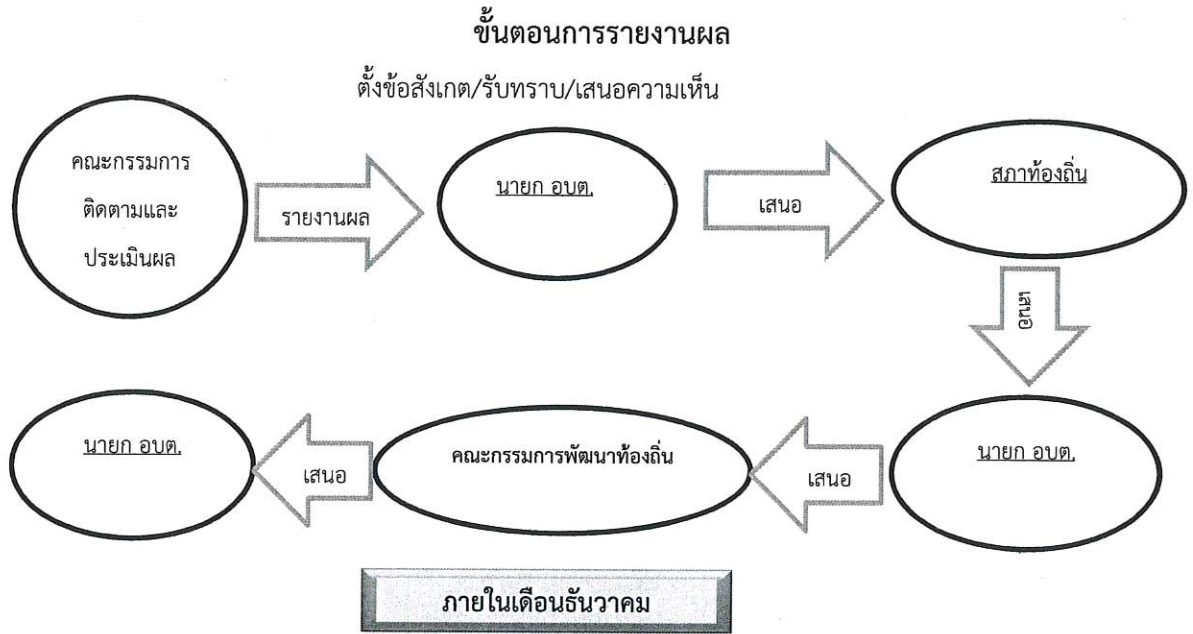 ขั้นตอนการรายงานผล
ตั้งข้อสังเกต/รับทราบ/เสนอความเห็น
คณะกรรมการ
ติดตามและ
ประเมินผล
รายงานผล
นายก อบต.
เสนอ
สภาท้องถิ่น
เสนอ
นายก อบต.
เสนอ
คณะกรรมการพัฒนาท้องถิ่น
เสนอ
นายก อบต.
ภายในเดือนธันวาคม